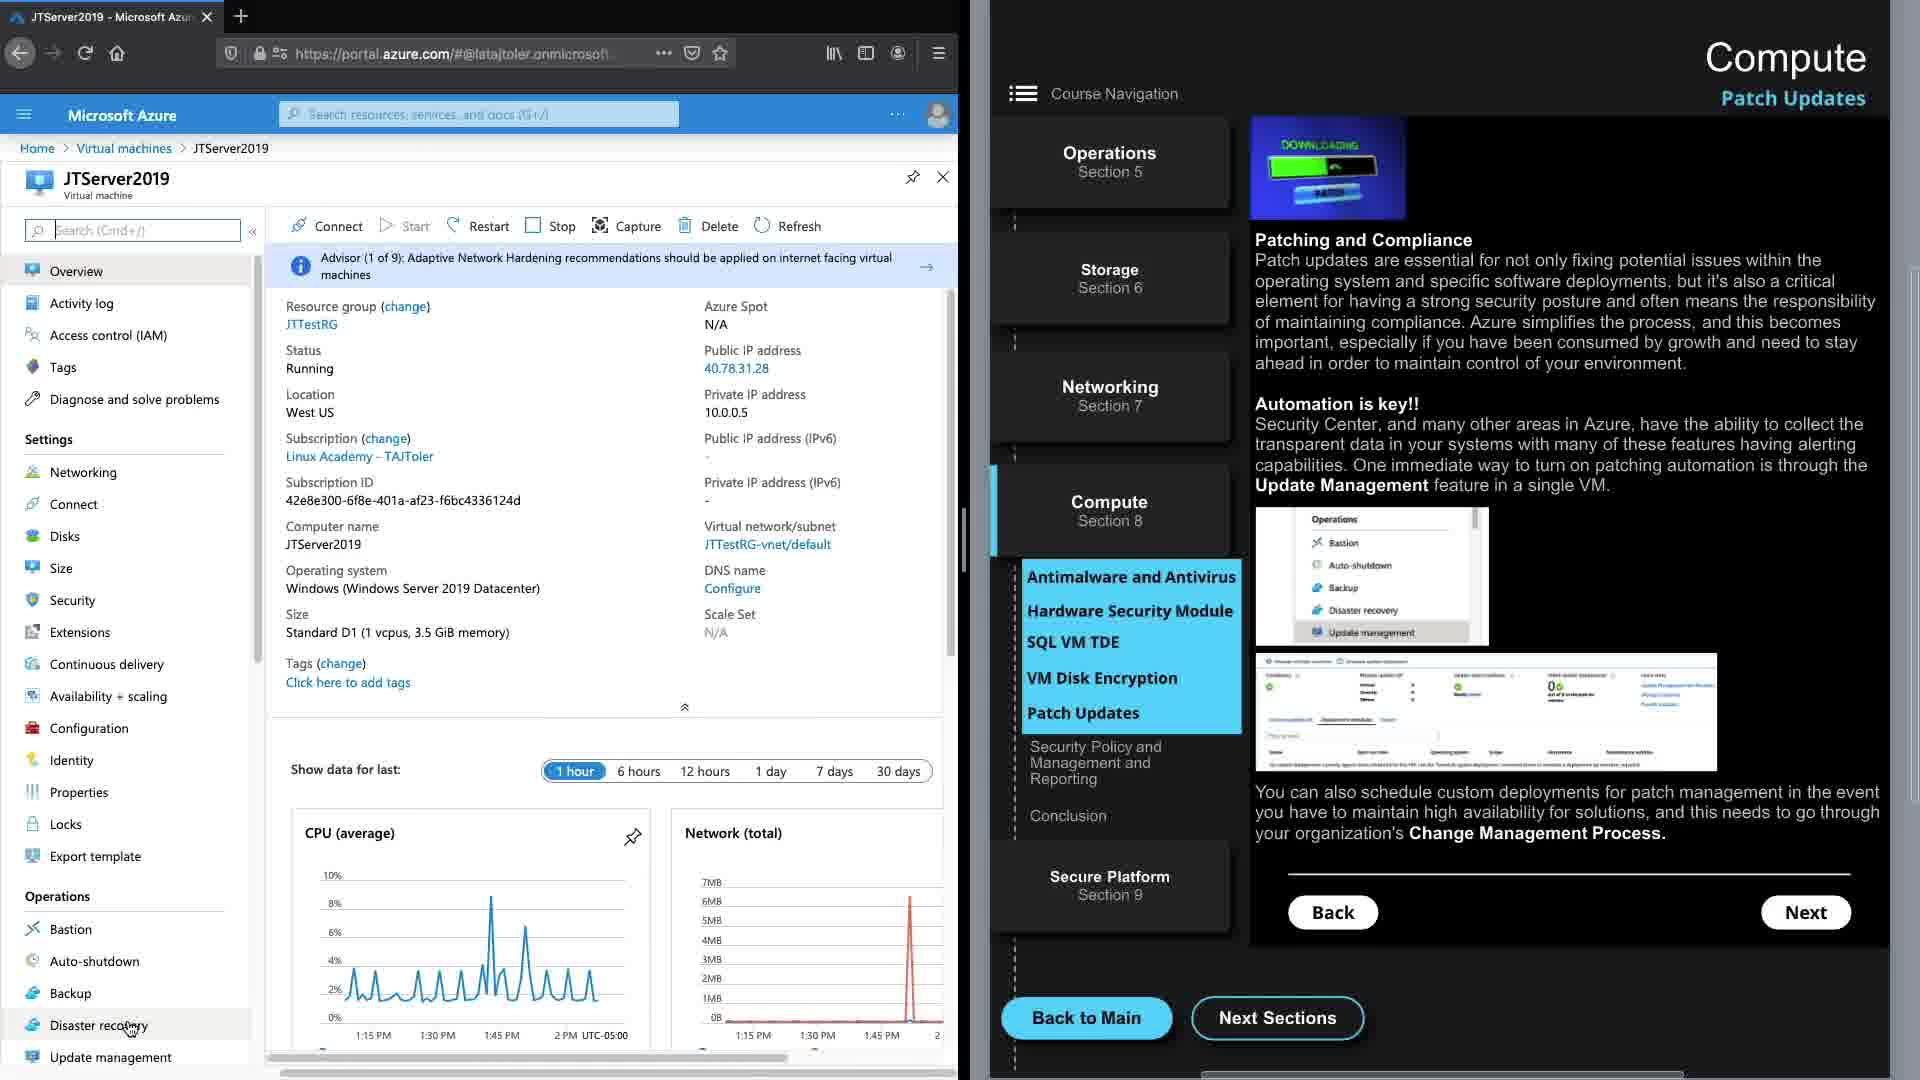 JTServer2019 - Microsoft Azur
https://portal.azure.com/#@latajtoler.onmicrosoft
Microsoft Azure
Search resources, services, and docs (G+/)
Home > Virtual machines > JTServer2019
JTServer2019
Virtual machine
Search (Cmd+/)
Overview
Activity log
Access control (IAM)
Tags
Diagnose and solve problems
Settings
Networking
Connect
Disks
Size
Security
Extensions
Continuous delivery
Availability + scaling
Configuration
Identity
Properties
Locks
Export template
Operations
Bastion
Auto-shutdown
Backup
Disaster recovery
Update management
Connect Start Restart Stop Capture Delete Refresh
Advisor (1 of 9): Adaptive Network Hardening recommendations should be applied on internet facing virtual
machines
Resource group (change)
JTTestRG
Status
Running
Location
West US
Subscription (change)
Linux Academy - TAJToler
Subscription ID
42e8e300-6f8e-401a-af23-f6bc4336124d
Computer name
JTServer2019
Operating system
Windows (Windows Server 2019 Datacenter)
Size
Standard D1 (1 vcpus, 3.5 GiB memory)
Tags (change)
Click here to add tags
Azure Spot
N/A
Public IP address
40.78.31.28
Private IP address
10.0.0.5
Public IP address (IPv6)
-
Private IP address (IPv6)
-
Virtual network/subnet
JTTestRG-vnet/default
DNS name
Configure
Scale Set
N/A
Show data for last:
1 hour 6 hours 12 hours 1 day 7 days 30 days
CPU (average)
10%
8%
6%
4%
2%
0%
1:15 PM 1:30 PM 1:45 PM 2 PM UTC-05:00
Network (total)
7MB
6MB
5MB
4MB
3MB
2MB
1MB
0B
1:15 PM 1:30 PM 1:45 PM 2
Compute
Patch Updates
Course Navigation
Operations
Section 5
Storage
Section 6
Networking
Section 7
Compute
Section 8
Antimalware and Antivirus
Hardware Security Module
SQL VM TDE
VM Disk Encryption
Patch Updates
Security Policy and
Management and
Reporting
Conclusion
Secure Platform
Section 9
Back to Main
Next Sections
DOWNLOADING
PATCH
Patching and Compliance
Patch updates are essential for not only fixing potential issues within the
operating system and specific software deployments, but it's also a critical
element for having a strong security posture and often means the responsibility
of maintaining compliance. Azure simplifies the process, and this becomes
important, especially if you have been consumed by growth and need to stay
ahead in order to maintain control of your environment.
Automation is key!!
Security Center, and many other areas in Azure, have the ability to collect the
transparent data in your systems with many of these features having alerting
capabilities. One immediate way to turn on patching automation is through the
Update Management feature in a single VM.
Operations
Bastion
Auto-shutdown
Backup
Disaster recovery
Update management
You can also schedule custom deployments for patch management in the event
you have to maintain high availability for solutions, and this needs to go through
your organization's Change Management Process.
Back
Next